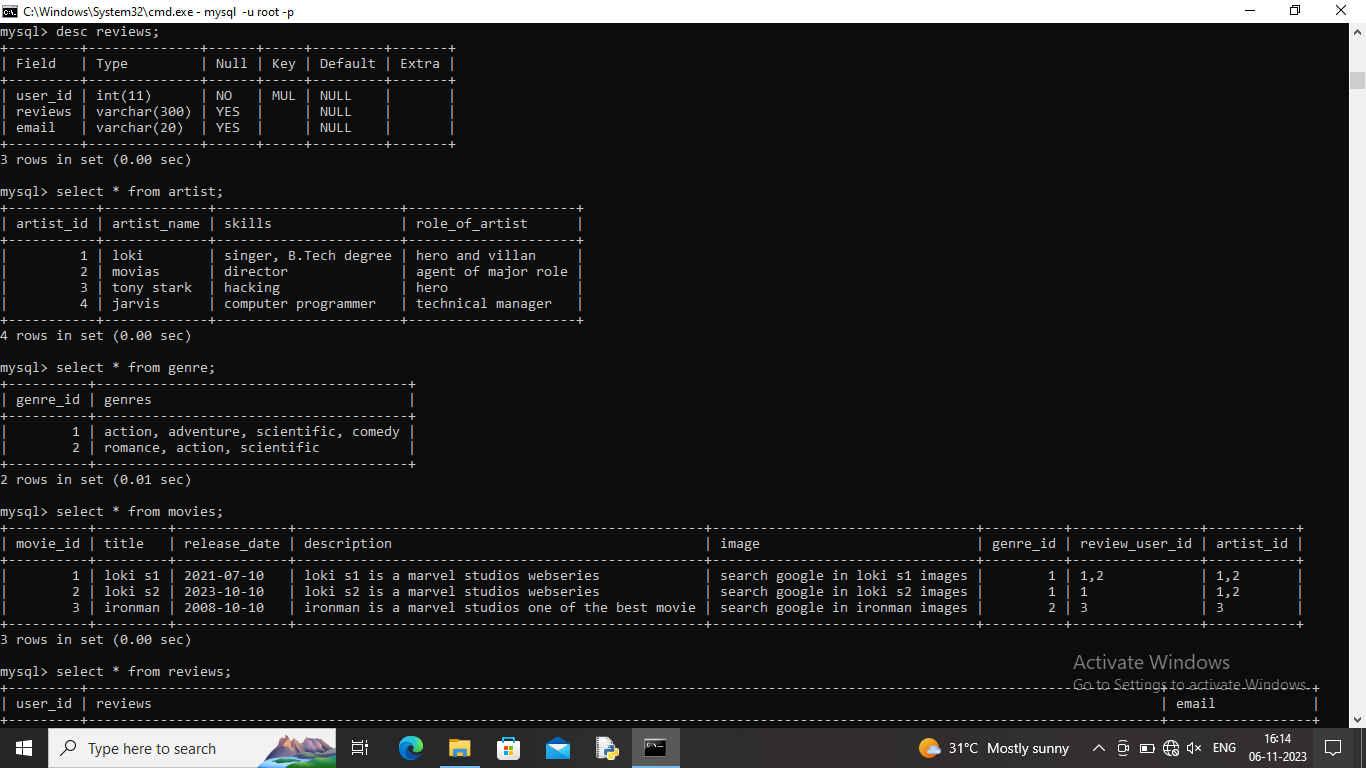 C:\Windows\System32\cmd.exe - mysql  -u root -p
mysql> desc reviews;
+---------+--------------+------+-----+---------+-------+
| Field   | Type         | Null | Key | Default | Extra |
+---------+--------------+------+-----+---------+-------+
| user_id | int(11)      | NO   | MUL | NULL    |       |
| reviews | varchar(300) | YES  |     | NULL    |       |
| email   | varchar(20)  | YES  |     | NULL    |       |
+---------+--------------+------+-----+---------+-------+
3 rows in set (0.00 sec)
mysql> select * from artist;
+-----------+-------------+-----------------------+---------------------+
| artist_id | artist_name | skills                | role_of_artist      |
+-----------+-------------+-----------------------+---------------------+
|         1 | loki        | singer, B.Tech degree | hero and villan     |
|         2 | movias      | director              | agent of major role |
|         3 | tony stark  | hacking               | hero                |
|         4 | jarvis      | computer programmer   | technical manager   |
+-----------+-------------+-----------------------+---------------------+
4 rows in set (0.00 sec)
mysql> select * from genre;
+----------+---------------------------------------+
| genre_id | genres                                |
+----------+---------------------------------------+
|        1 | action, adventure, scientific, comedy |
|        2 | romance, action, scientific           |
+----------+---------------------------------------+
2 rows in set (0.01 sec)
mysql> select * from movies;
+----------+---------+--------------+---------------------------------------------------+---------------------------------+----------+----------------+-----------+
| movie_id | title   | release_date | description                                       | image                           | genre_id | review_user_id | artist_id |
+----------+---------+--------------+---------------------------------------------------+---------------------------------+----------+----------------+-----------+
|        1 | loki s1 | 2021-07-10   | loki s1 is a marvel studios webseries             | search google in loki s1 images |        1 | 1,2            | 1,2       |
|        2 | loki s2 | 2023-10-10   | loki s2 is a marvel studios webseries             | search google in loki s2 images |        1 | 1              | 1,2       |
|        3 | ironman | 2008-10-10   | ironman is a marvel studios one of the best movie | search google in ironman images |        2 | 3              | 3         |
+----------+---------+--------------+---------------------------------------------------+---------------------------------+----------+----------------+-----------+
3 rows in set (0.00 sec)
mysql> select * from reviews;
Activate Windows
Go to Settings to activate Windows.
| user_id | reviews | email |
Type here to search
31°C Mostly sunny
ENG
16:14
06-11-2023